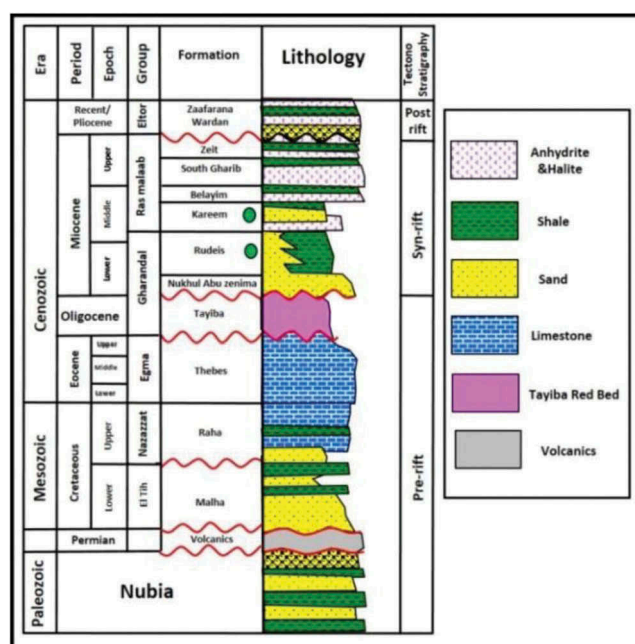 Era
Period
Epoch
Group
Formation
Lithology
Tectono
Stratigraphy
Recent/
Pliocene
Eltor
Zaafarana
Wardan
Post
rift
Cenozoic
Miocene
Upper
Middle
Lower
Ras malaab
Zeit
South Gharib
Belayim
Kareem
Gharandal
Rudeis
Nukhul Abu zenima
Syn-rift
Oligocene
Tayiba
Eocene
Upper
Middle
Lower
Egma
Thebes
Mesozoic
Cretaceous
Upper
Lower
Nazazzat
Raha
El Tih
Malha
Pre-rift
Permian
Volcanics
Paleozoic
Nubia
Anhydrite
&Halite
Shale
Sand
Limestone
Tayiba Red Bed
Volcanics